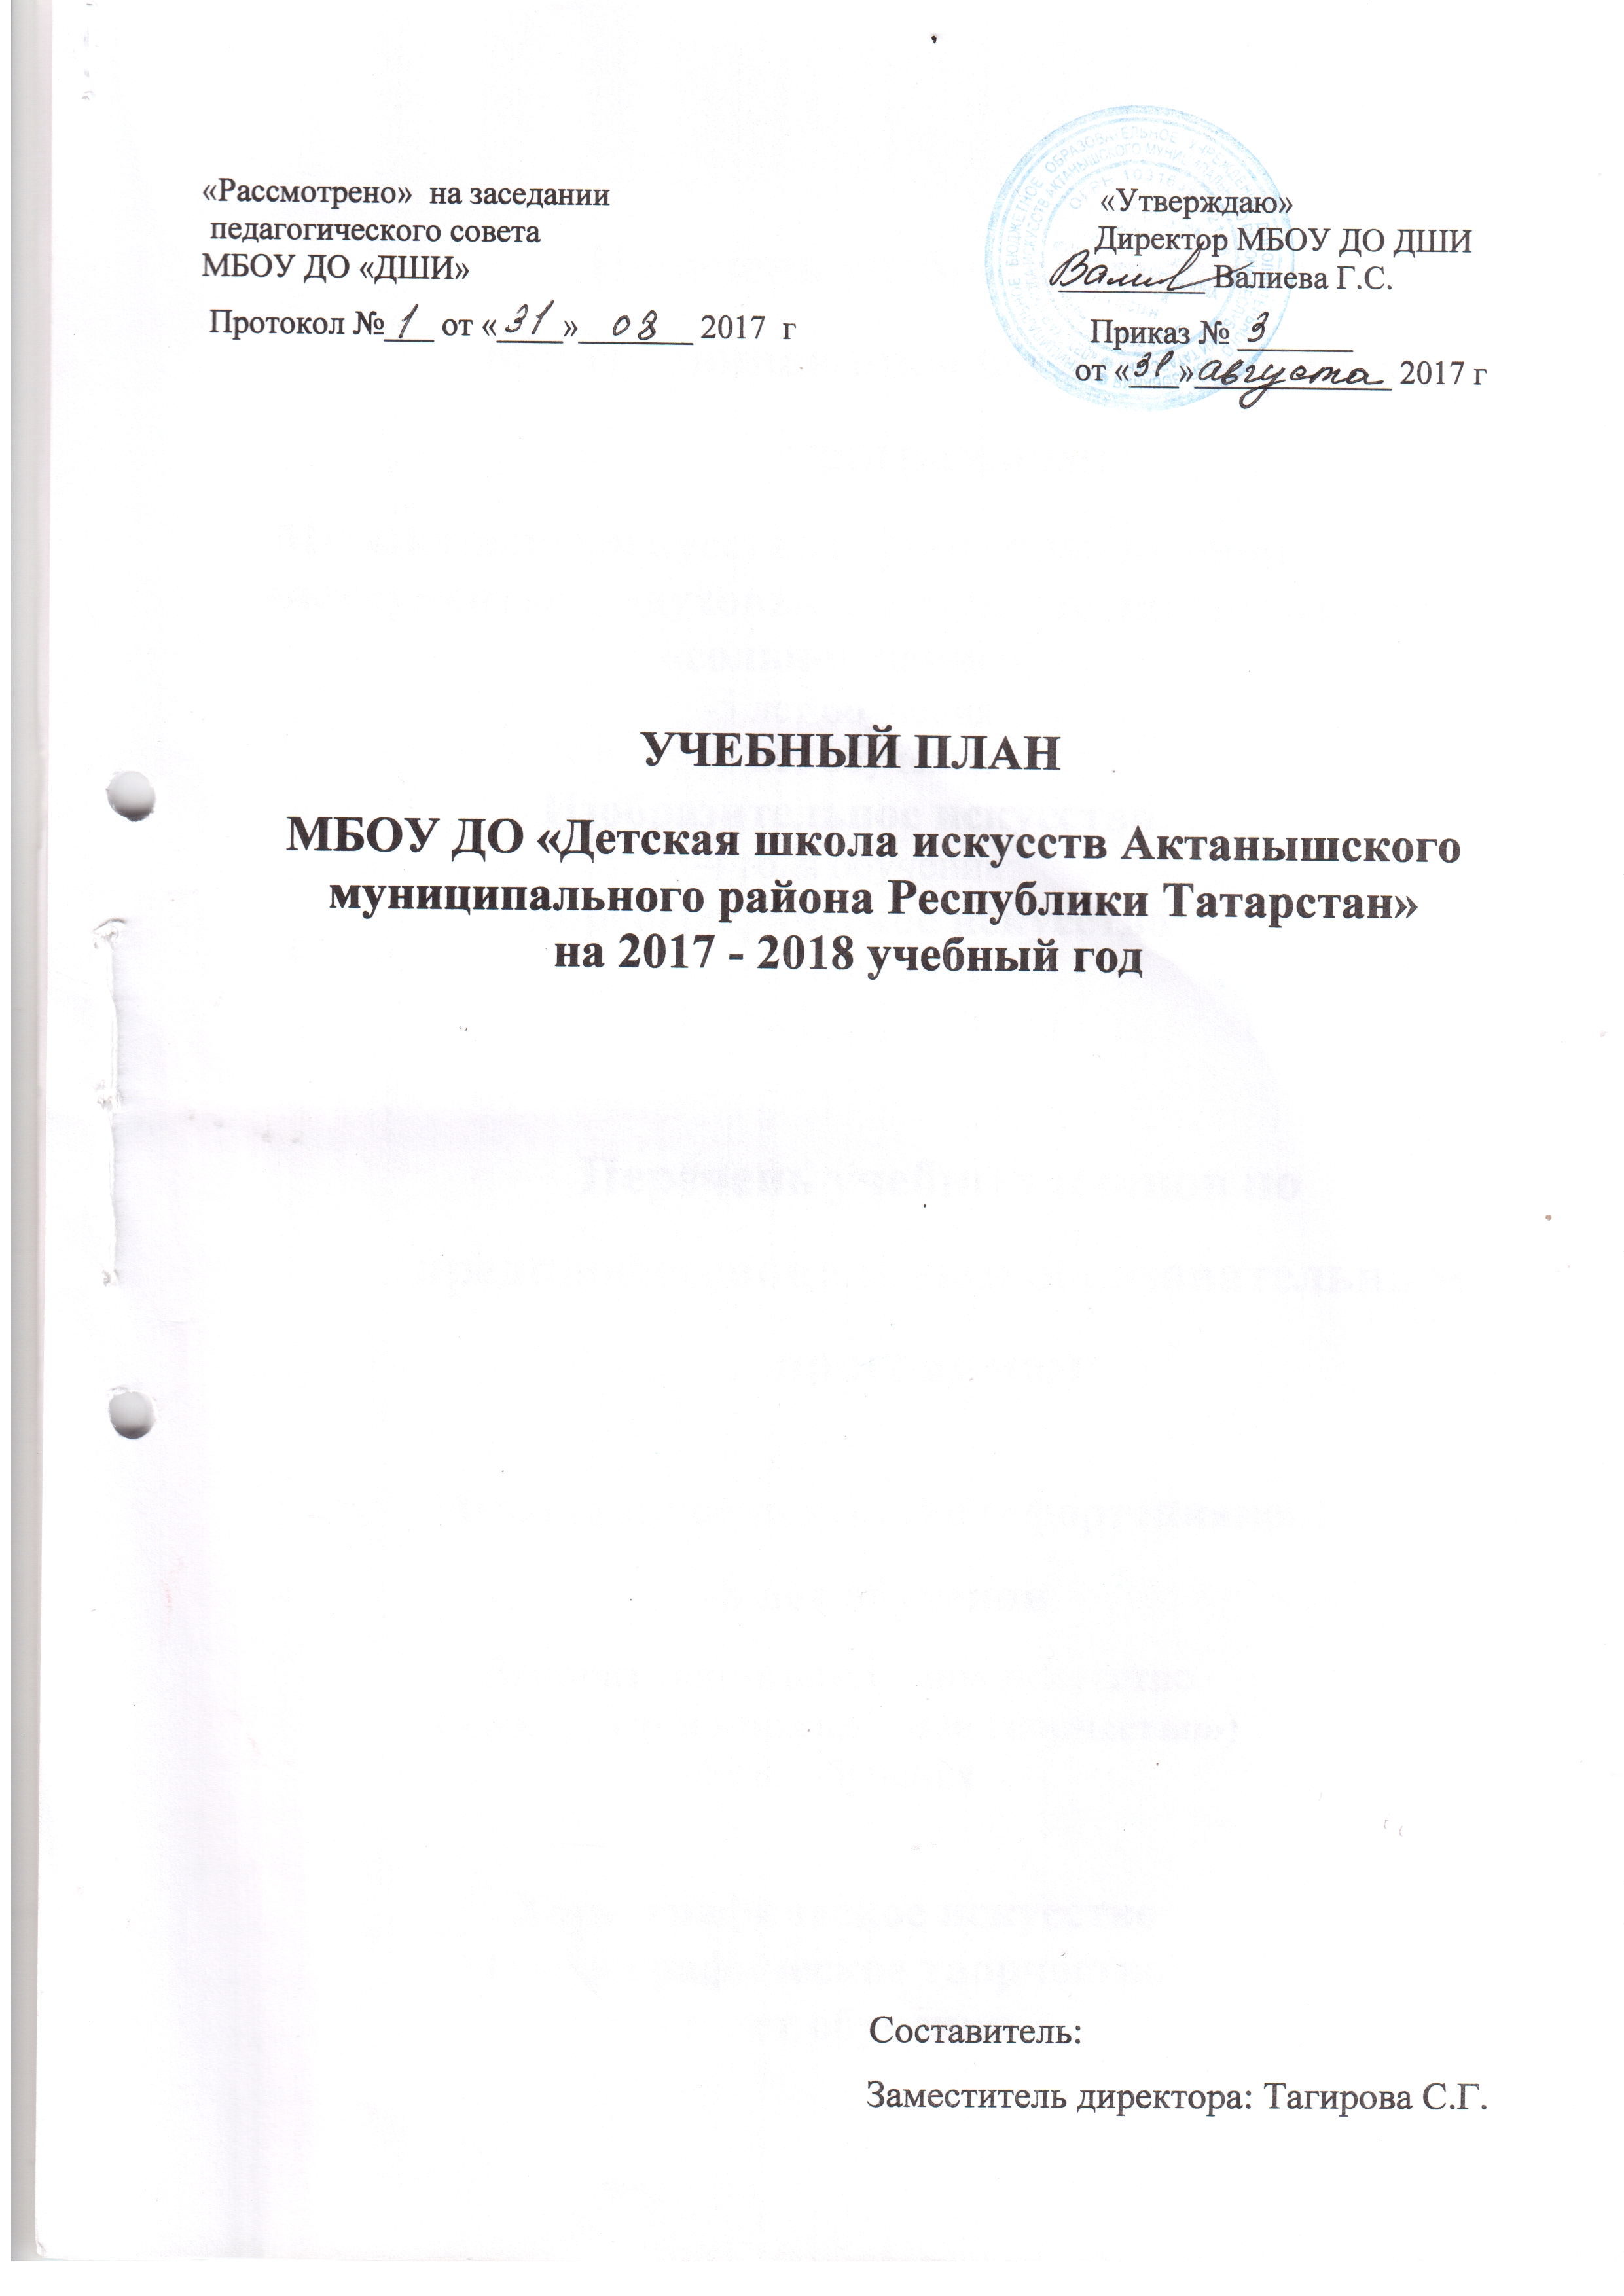 «Рассмотрено» на заседании
педагогического совета
МБОУ ДО «ДШИ»
Протокол № 1 от «31» 08 2017 г
«Утверждаю»
Директор МБОУ ДО ДШИ
Валиева Г.С.
Приказ № 3
от «31» августа 2017 г
УЧЕБНЫЙ ПЛАН
МБОУ ДО «Детская школа искусств Актанышского
муниципального района Республики Татарстан»
на 2017 - 2018 учебный год
Составитель:
Заместитель директора: Тагирова С.Г.